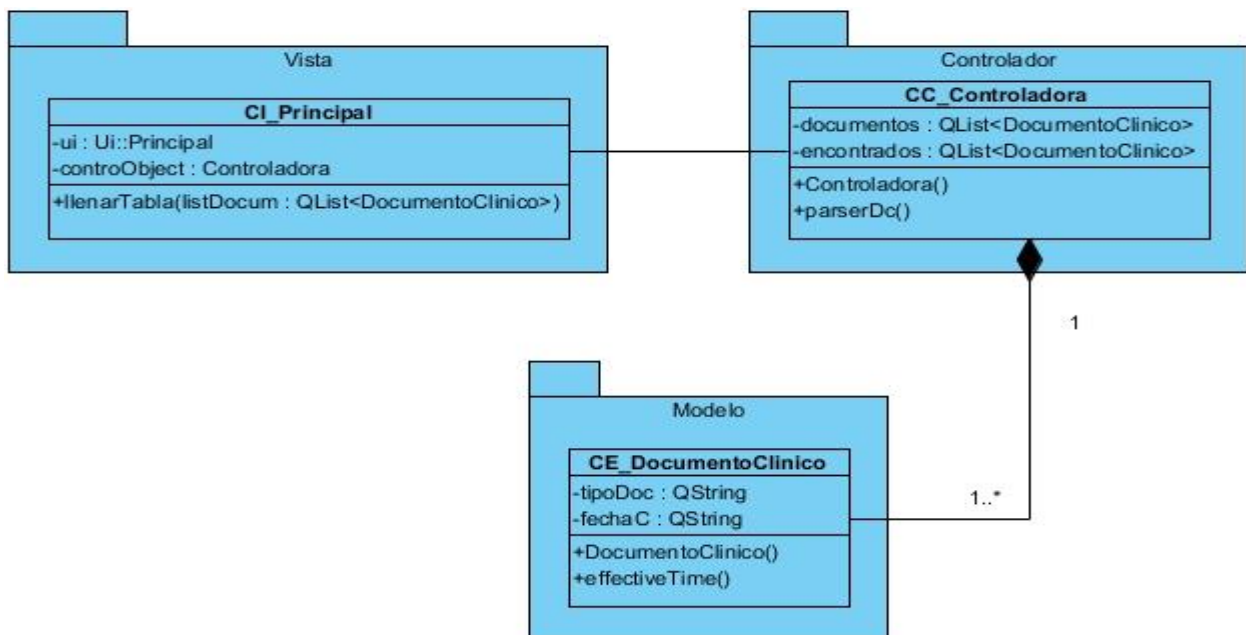 Vista
CI_Principal
-ui : Ui::Principal
-controObject : Controladora
+llenarTabla(listDocum : QList<DocumentoClinico>)
Controlador
CC_Controladora
-documentos : QList<DocumentoClinico>
-encontrados : QList<DocumentoClinico>
+Controladora()
+parserDc()
1
Modelo
CE_DocumentoClinico
-tipoDoc : QString
-fechaC : QString
+DocumentoClinico()
+effectiveTime()
1..*